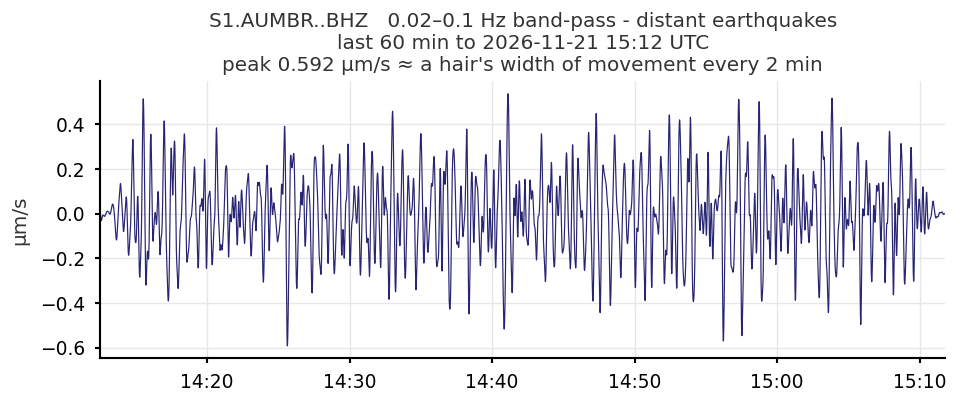 S1.AUMBR..BHZ   0.02–0.1 Hz band-pass - distant earthquakes
last 60 min to 2026-11-21 15:12 UTC
peak 0.592 µm/s ≈ a hair's width of movement every 2 min
µm/s
0.4
0.2
0.0
−0.2
−0.4
−0.6
14:20 14:30 14:40 14:50 15:00 15:10